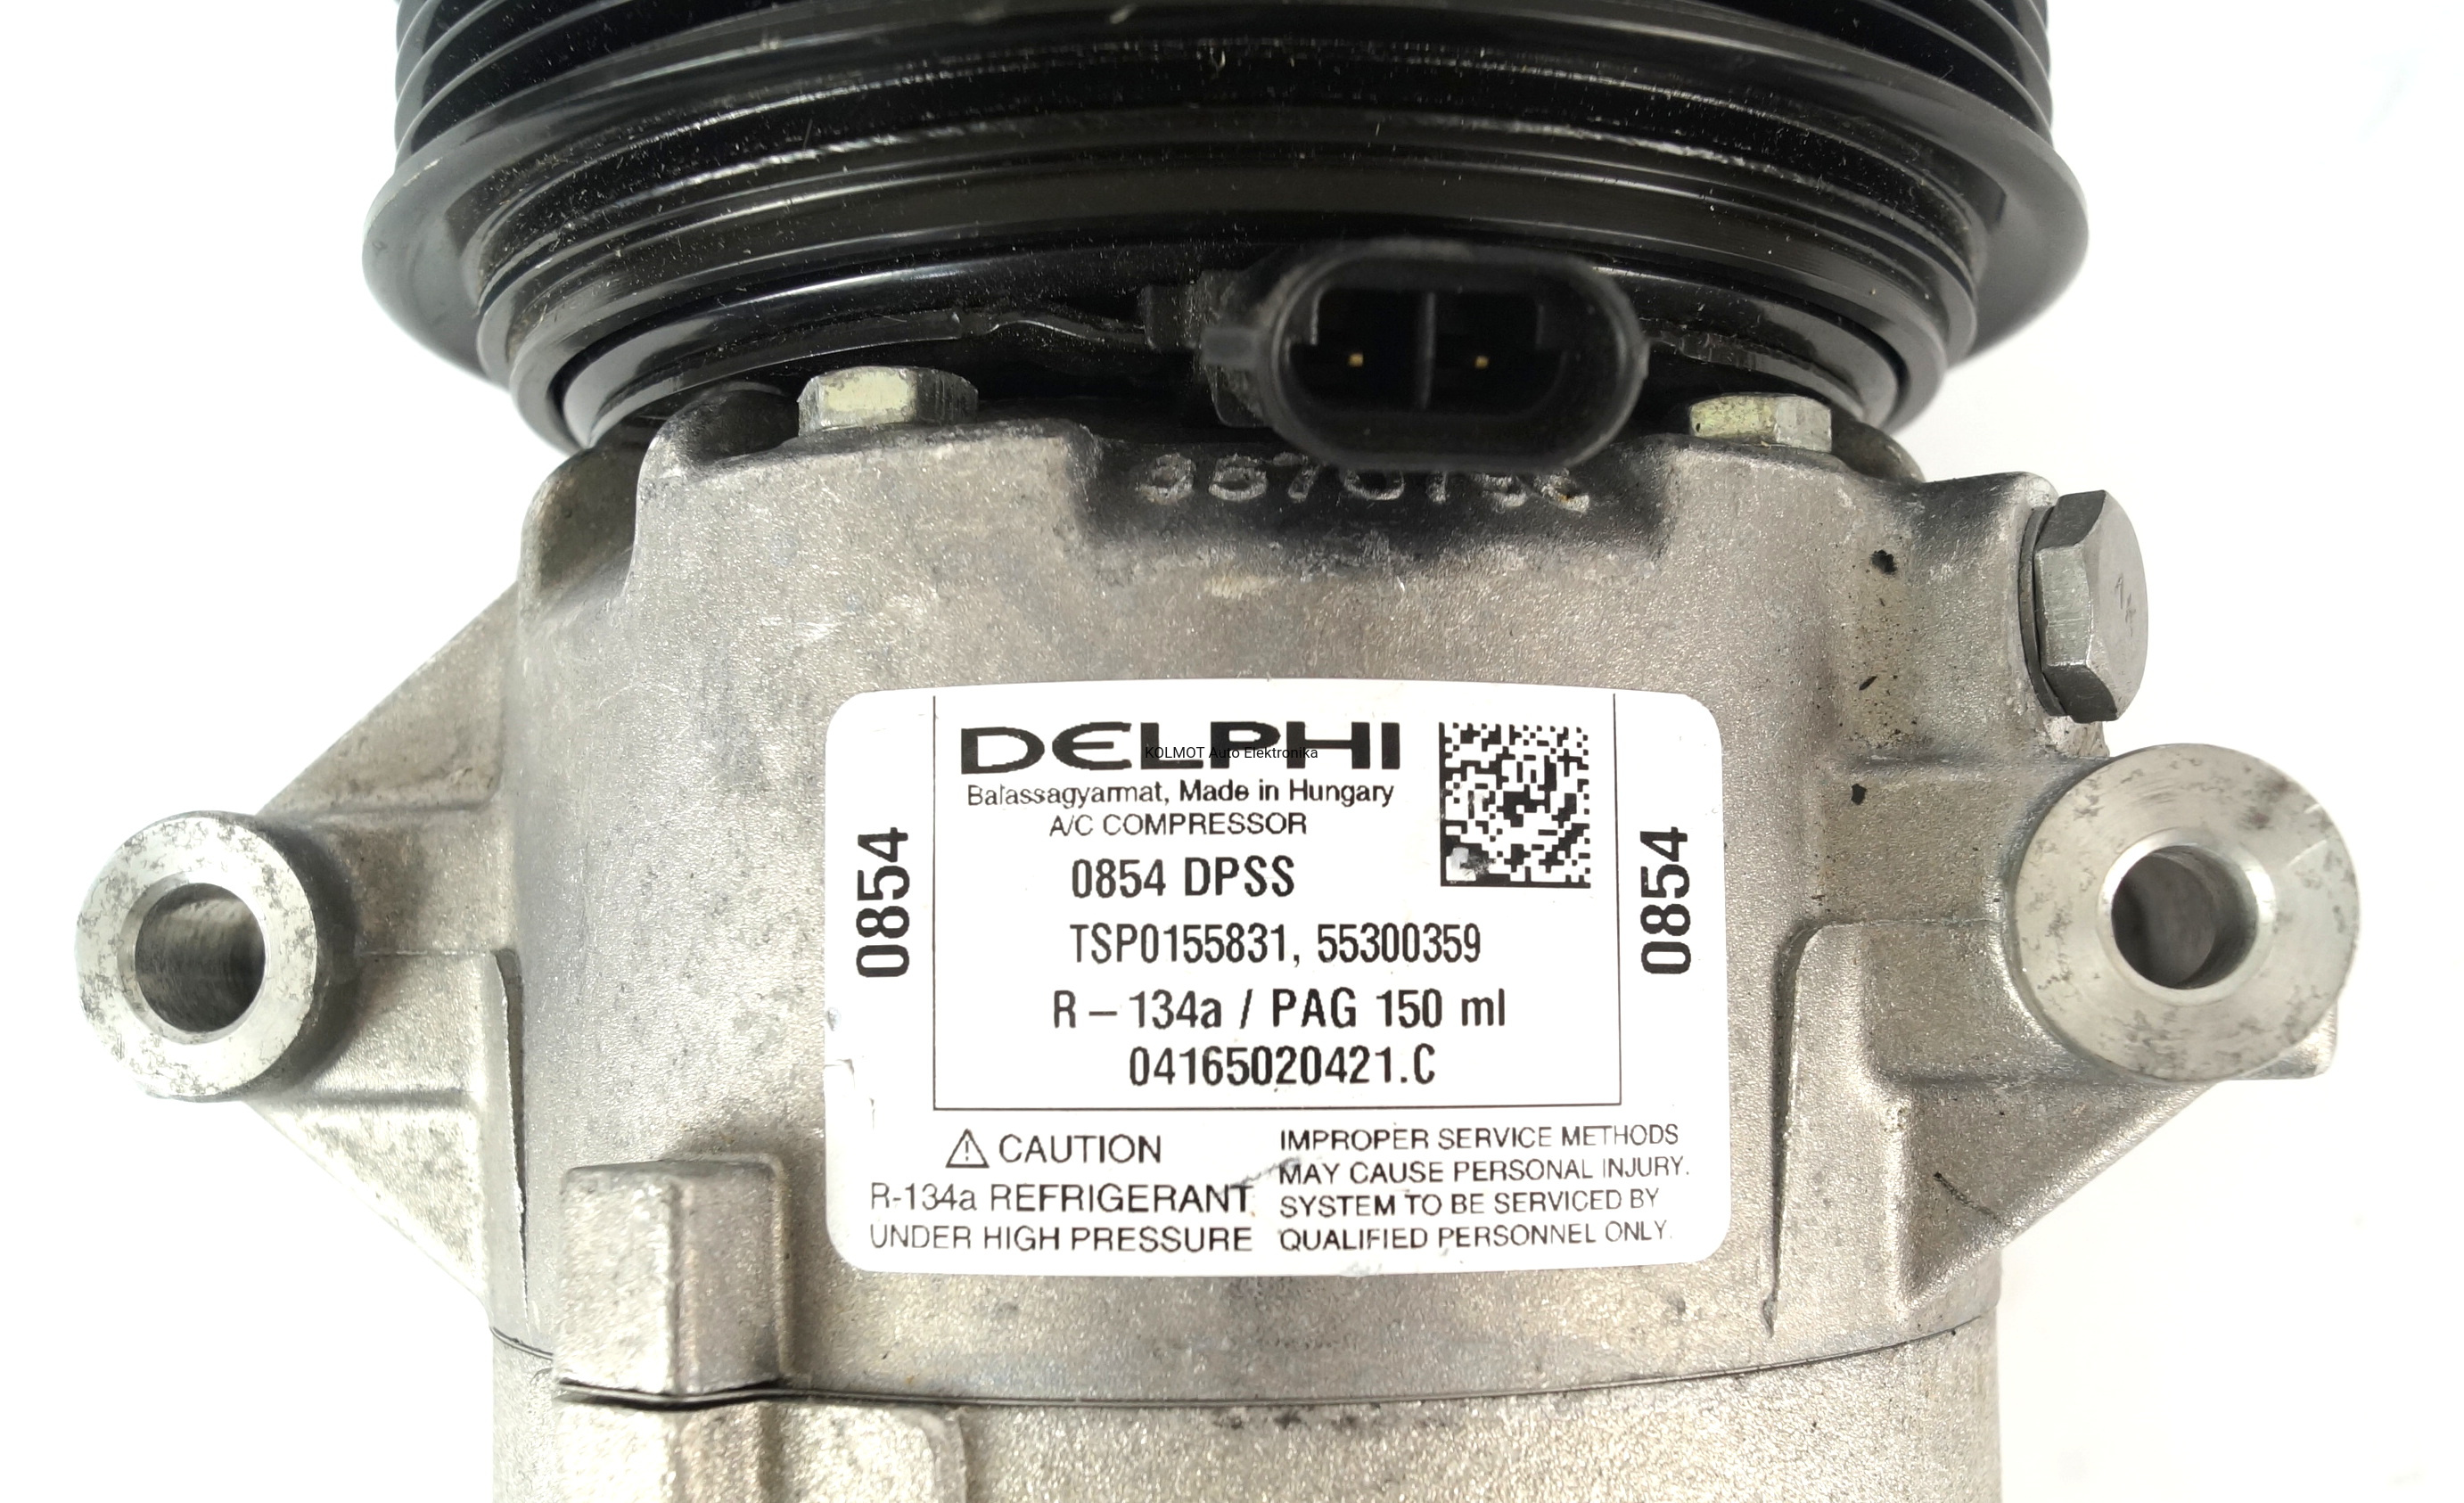 DELPHI
KOLMOT Auto Elektronika
Balassagyarmat, Made in Hungary
A/C COMPRESSOR
0854 DPSS
TSP0155831, 55300359
R – 134a / PAG 150 ml
04165020421.C
0854
0854
⚠ CAUTION
R-134a REFRIGERANT
UNDER HIGH PRESSURE
IMPROPER SERVICE METHODS
MAY CAUSE PERSONAL INJURY.
SYSTEM TO BE SERVICED BY
QUALIFIED PERSONNEL ONLY.